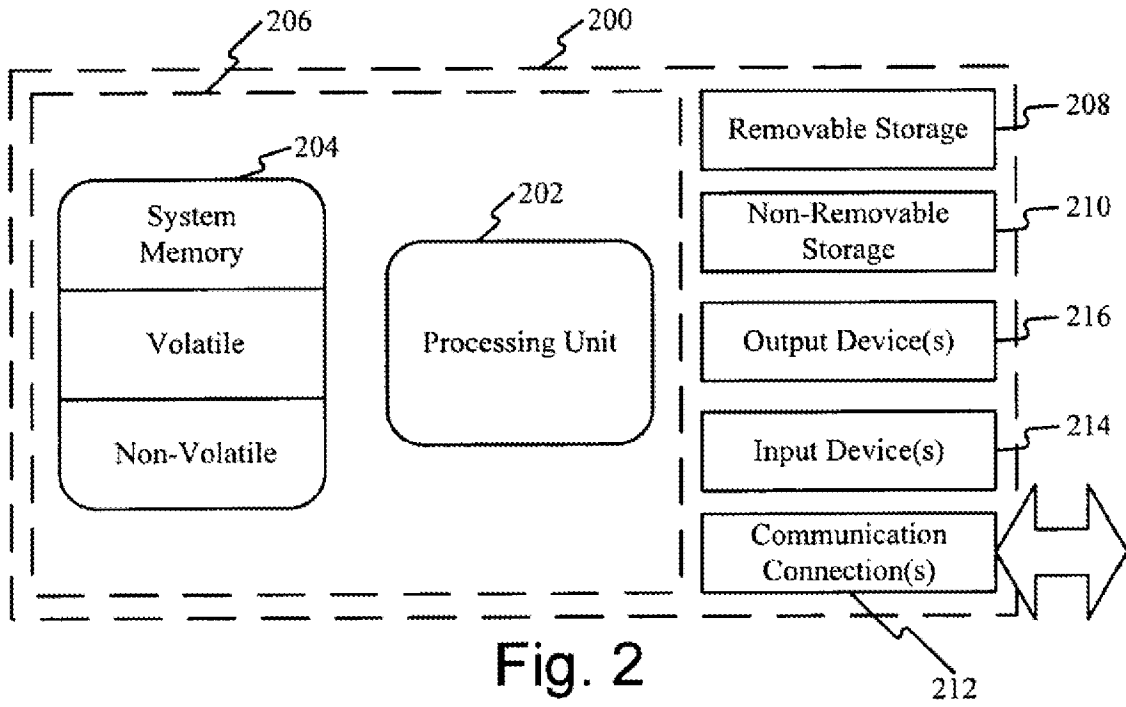 206
200
204
System
Memory
Volatile
Non-Volatile
202
Processing Unit
Removable Storage
208
Non-Removable
Storage
210
Output Device(s)
216
Input Device(s)
214
Communication
Connection(s)
212
Fig. 2